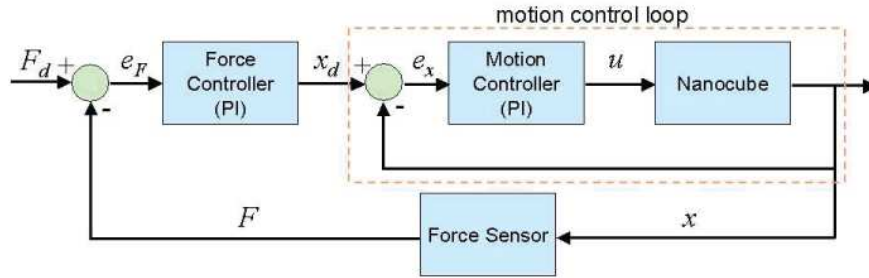 motion control loop
F_d
+
-
e_F
Force
Controller
(PI)
x_d
+
-
e_x
Motion
Controller
(PI)
u
Nanocube
F
Force Sensor
x